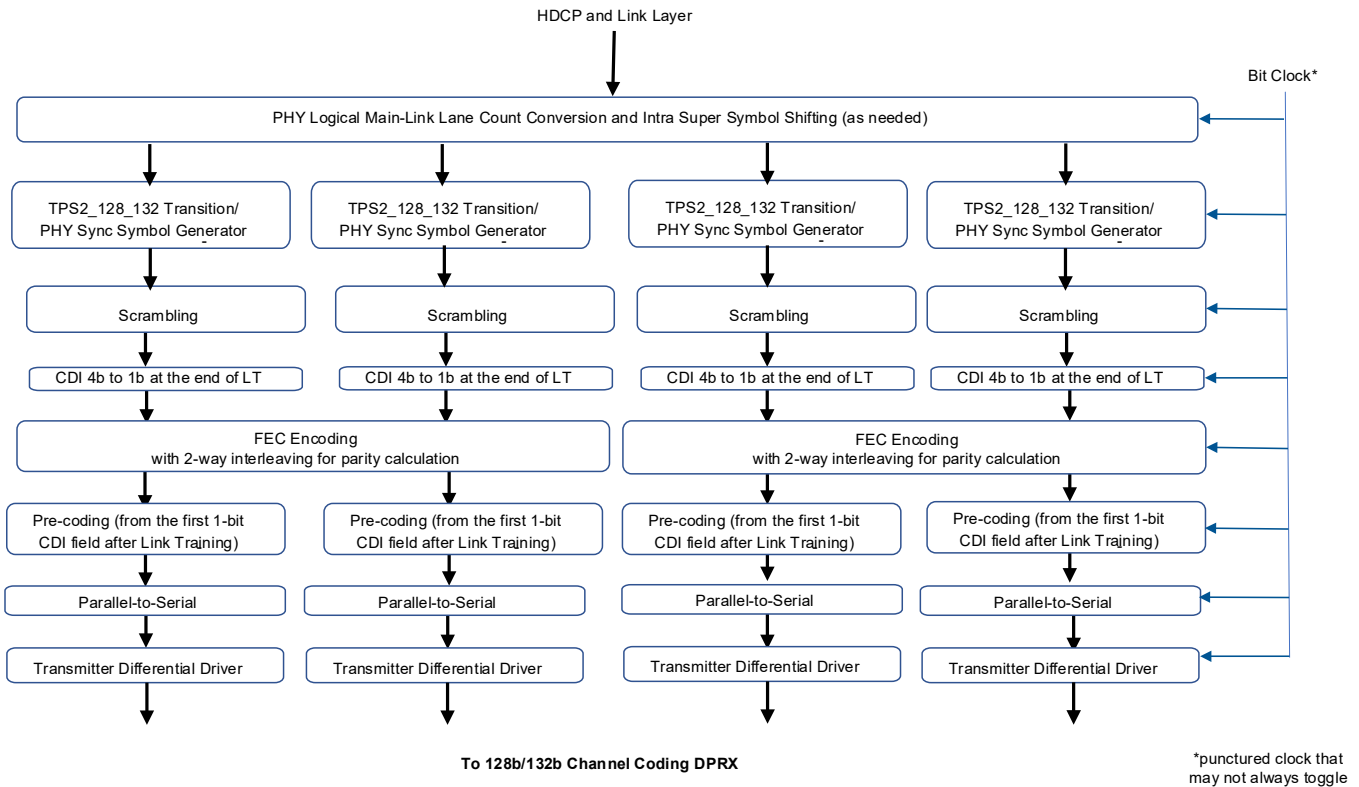 HDCP and Link Layer
Bit Clock*
PHY Logical Main-Link Lane Count Conversion and Intra Super Symbol Shifting (as needed)
TPS2_128_132 Transition/
PHY Sync Symbol Generator
TPS2_128_132 Transition/
PHY Sync Symbol Generator
TPS2_128_132 Transition/
PHY Sync Symbol Generator
TPS2_128_132 Transition/
PHY Sync Symbol Generator
Scrambling
Scrambling
Scrambling
Scrambling
CDI 4b to 1b at the end of LT
CDI 4b to 1b at the end of LT
CDI 4b to 1b at the end of LT
CDI 4b to 1b at the end of LT
FEC Encoding
with 2-way interleaving for parity calculation
FEC Encoding
with 2-way interleaving for parity calculation
Pre-coding (from the first 1-bit
CDI field after Link Training)
Pre-coding (from the first 1-bit
CDI field after Link Training)
Pre-coding (from the first 1-bit
CDI field after Link Training)
Pre-coding (from the first 1-bit
CDI field after Link Training)
Parallel-to-Serial
Parallel-to-Serial
Parallel-to-Serial
Parallel-to-Serial
Transmitter Differential Driver
Transmitter Differential Driver
Transmitter Differential Driver
Transmitter Differential Driver
To 128b/132b Channel Coding DPRX
*punctured clock that
may not always toggle